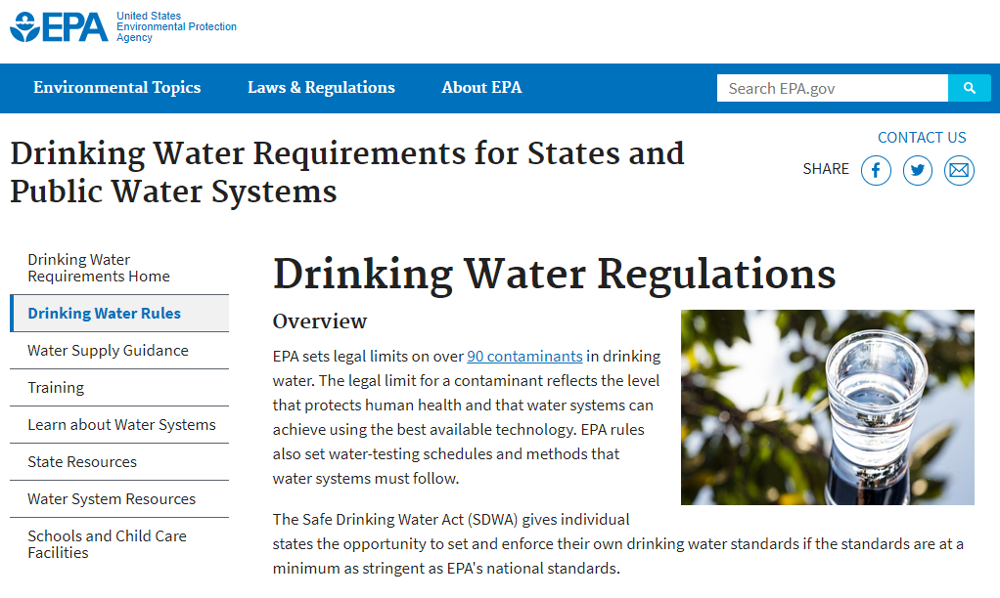 EPA
United States
Environmental Protection
Agency
Environmental Topics
Laws & Regulations
About EPA
Search EPA.gov
CONTACT US
SHARE
Drinking Water Requirements for States and
Public Water Systems
Drinking Water
Requirements Home
Drinking Water Rules
Water Supply Guidance
Training
Learn about Water Systems
State Resources
Water System Resources
Schools and Child Care
Facilities
Drinking Water Regulations
Overview
EPA sets legal limits on over 90 contaminants in drinking
water. The legal limit for a contaminant reflects the level
that protects human health and that water systems can
achieve using the best available technology. EPA rules
also set water-testing schedules and methods that
water systems must follow.
The Safe Drinking Water Act (SDWA) gives individual
states the opportunity to set and enforce their own drinking water standards if the standards are at a
minimum as stringent as EPA's national standards.